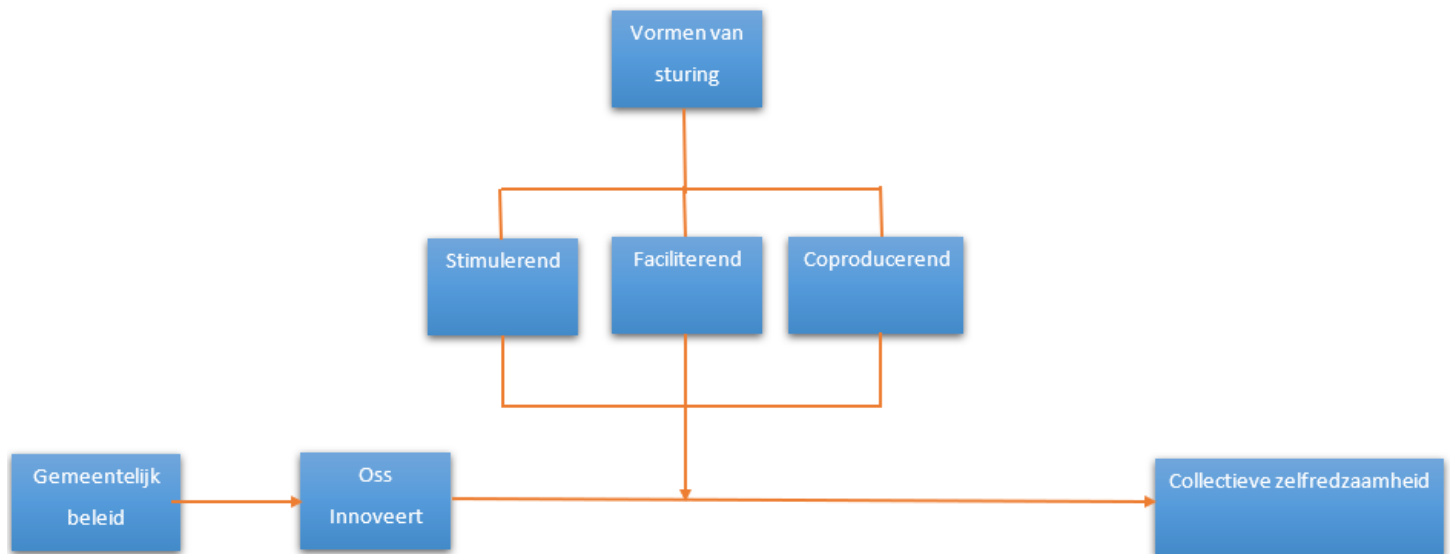 Vormen van
sturing
Stimulerend
Faciliterend
Coproducerend
Gemeentelijk
beleid
Oss
Innoveert
Collectieve zelfredzaamheid